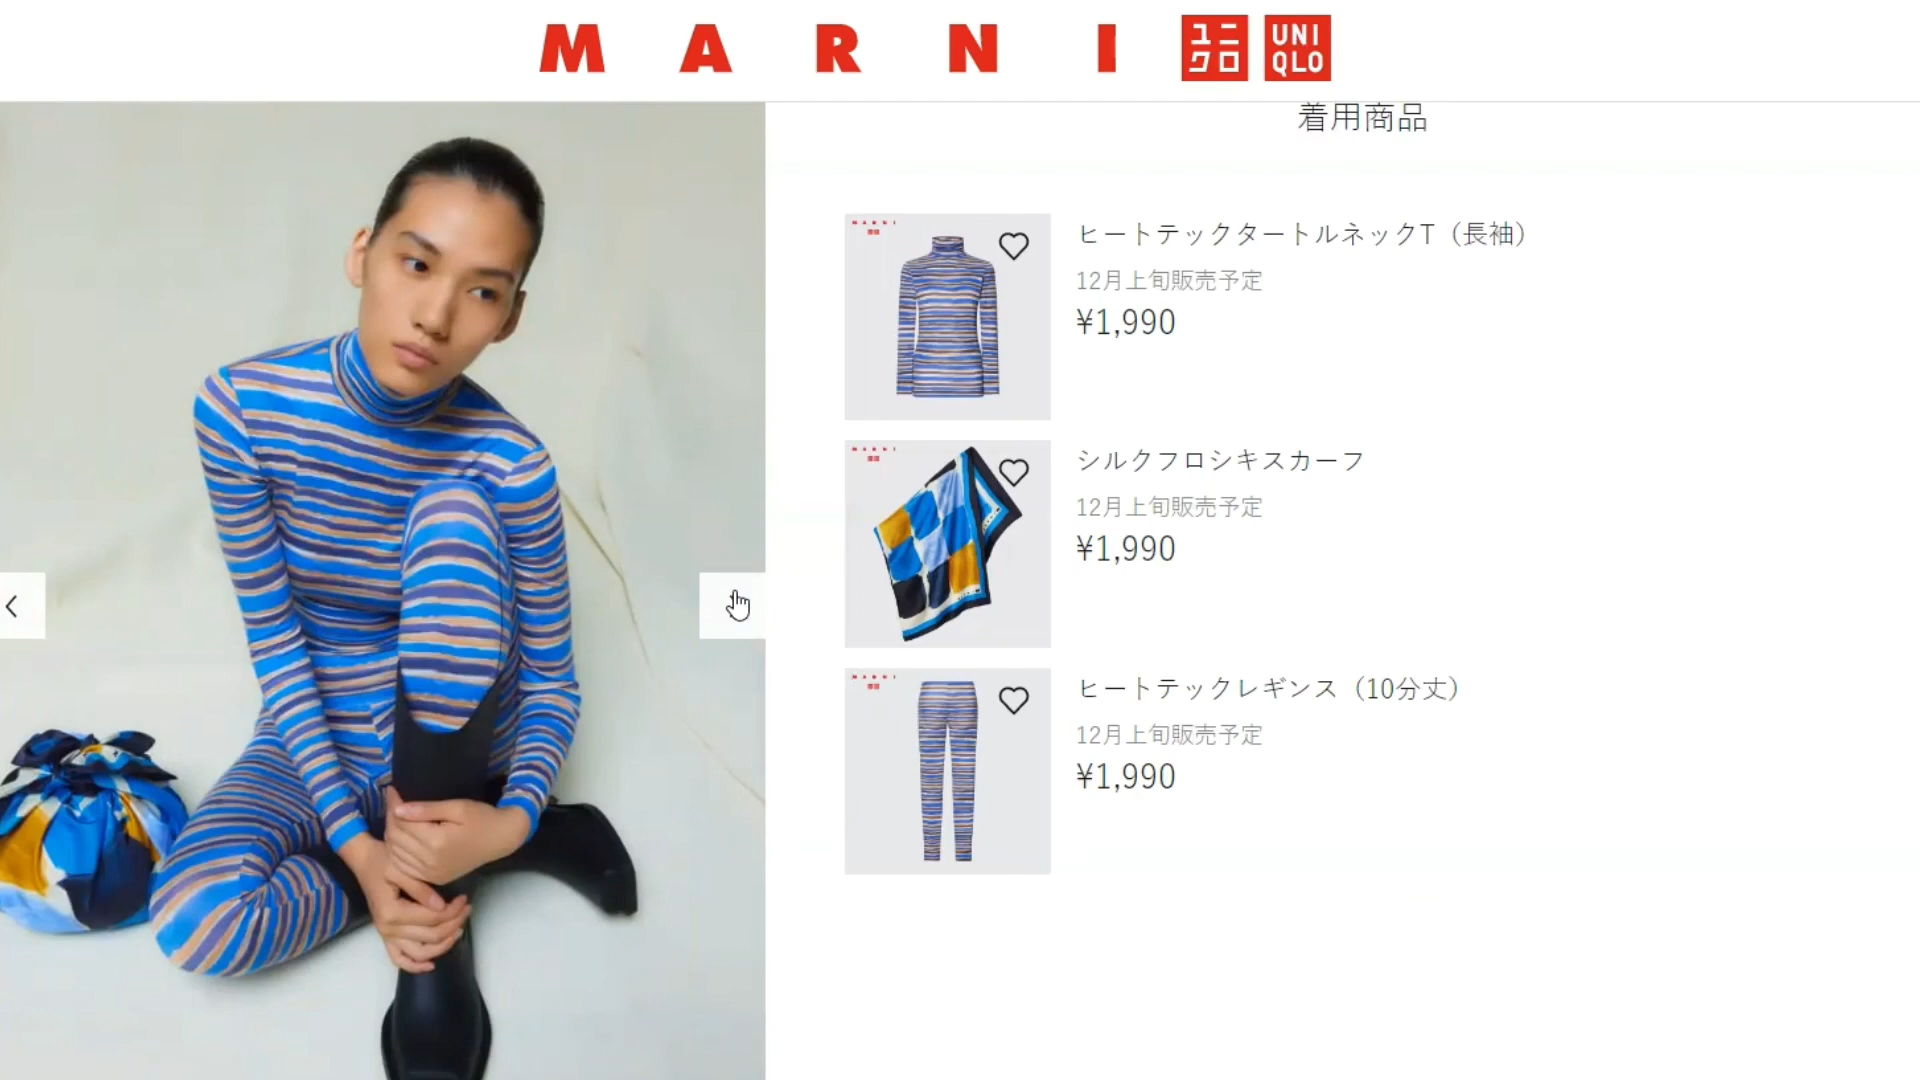 MARNI ユニクロ UNIQLO
着用商品
MARNI
ヒートテックタートルネックT（長袖）
12月上旬販売予定
¥1,990
MARNI
シルクフロシキスカーフ
12月上旬販売予定
¥1,990
MARNI
ヒートテックレギンス（10分丈）
12月上旬販売予定
¥1,990